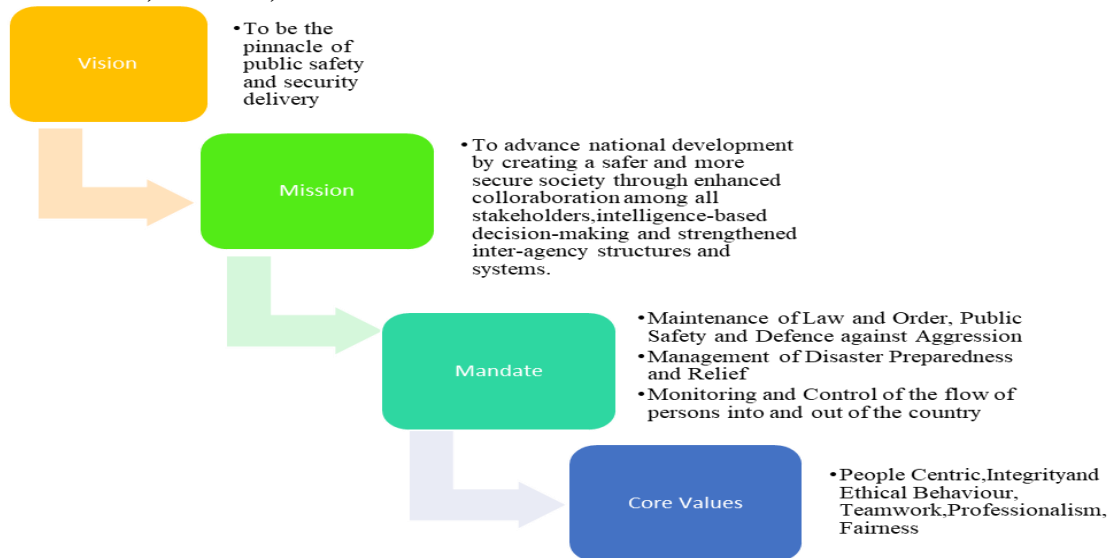 Vision
•To be the
pinnacle of
public safety
and security
delivery
Mission
•To advance national development
by creating a safer and more
secure society through enhanced
colloraboration among all
stakeholders,intelligence-based
decision-making and strengthened
inter-agency structures and
systems.
Mandate
•Maintenance of Law and Order, Public
Safety and Defence against Aggression
•Management of Disaster Preparedness
and Relief
•Monitoring and Control of the flow of
persons into and out of the country
Core Values
•People Centric,Integrityand
Ethical Behaviour,
Teamwork,Professionalism,
Fairness